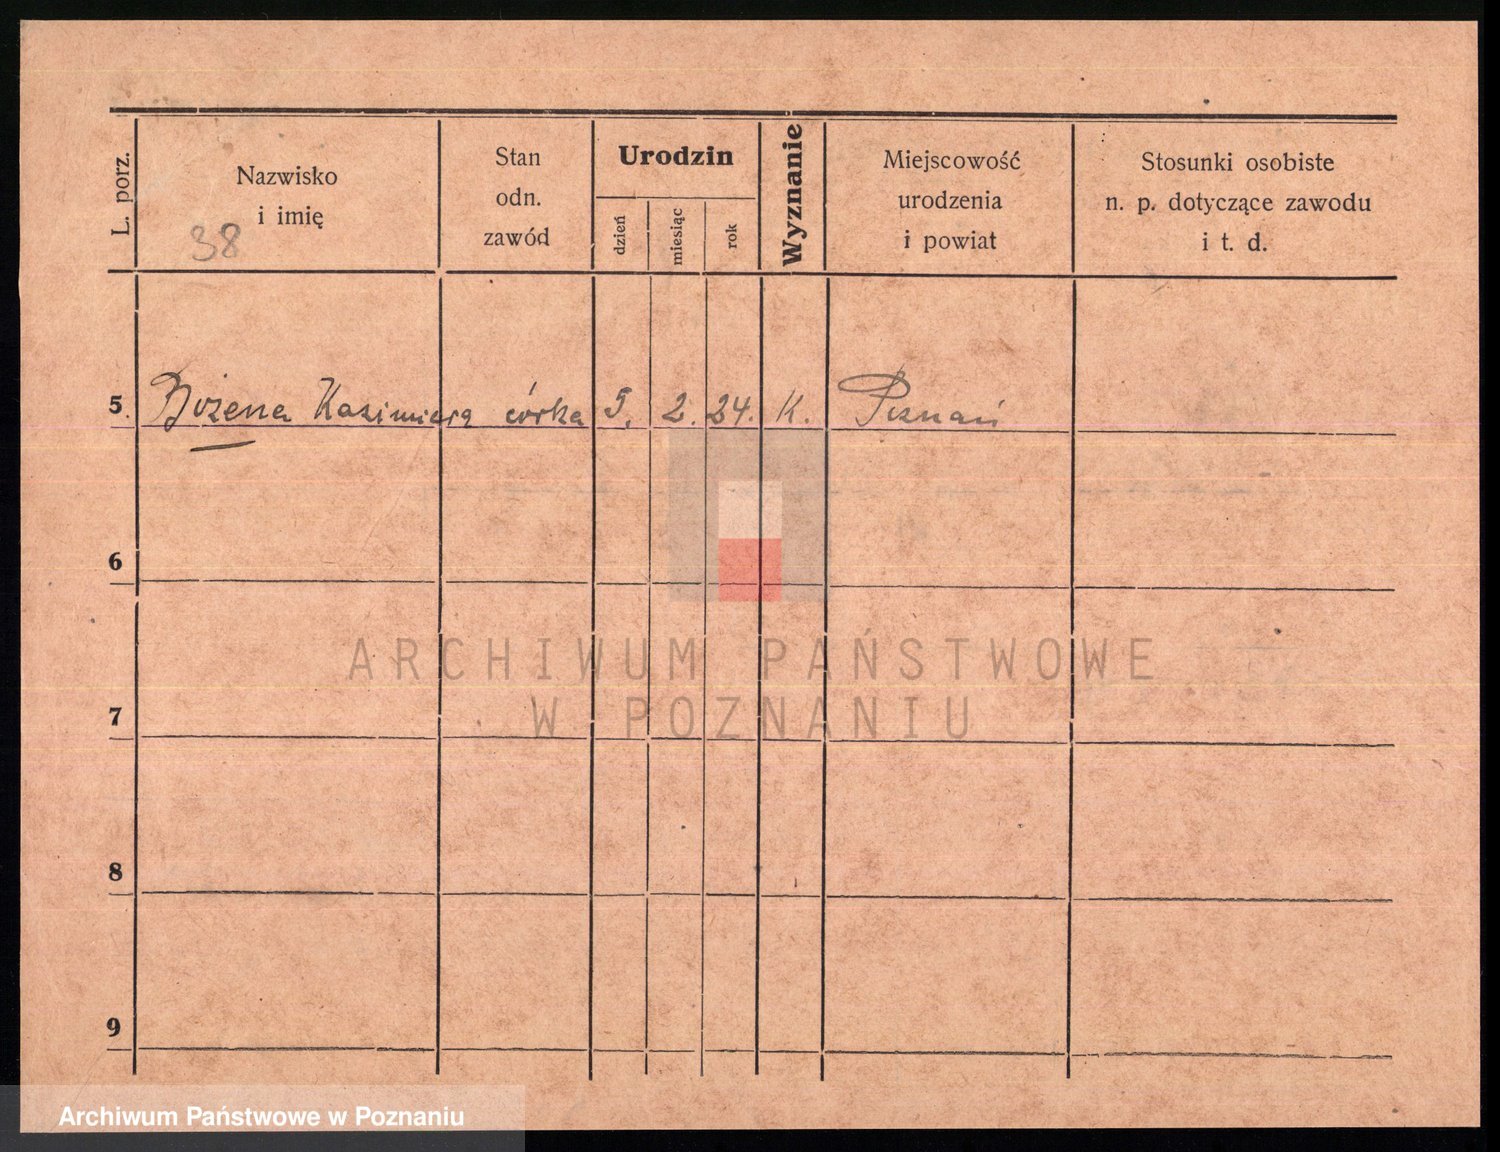 L. porz.
Nazwisko
i imię
38
Stan
odn.
zawód
Urodzin
dzień
miesiąc
rok
Wyznanie
Miejscowość
urodzenia
i powiat
Stosunki osobiste
n. p. dotyczące zawodu
i t. d.
5. Bożena Kazimiera córka 5. 2. 24. K. Poznań
6
7
8
9
ARCHIWUM PAŃSTWOWE
W POZNANIU
Archiwum Państwowe w Poznaniu